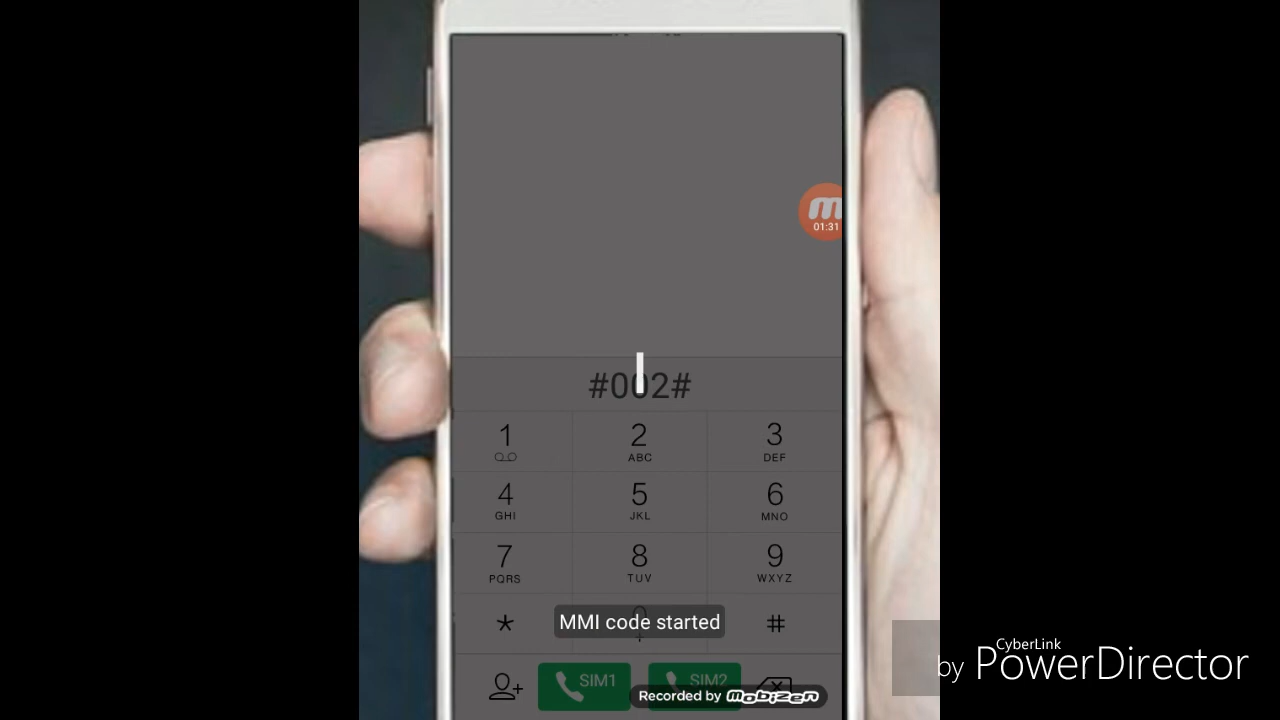 m
01:31
#002#
1 2 3
ABC DEF
4 5 6
GHI JKL MNO
7 8 9
PQRS TUV WXYZ
* 0 #
+
MMI code started
SIM1 SIM2
Recorded by mobizen
CyberLink
by PowerDirector